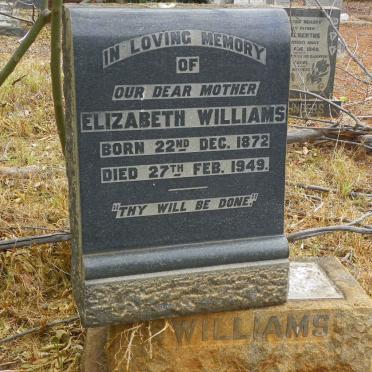 IN LOVING MEMORY
OF
OUR DEAR MOTHER
ELIZABETH WILLIAMS
BORN 22ND DEC. 1872
DIED 27TH FEB. 1949.
"THY WILL BE DONE."
WILLIAMS